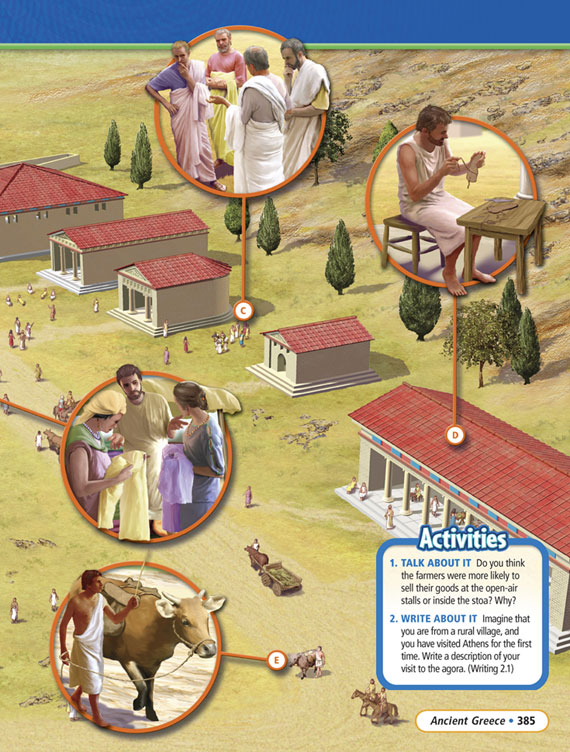 C
D
E
Activities
1. TALK ABOUT IT Do you think
the farmers were more likely to
sell their goods at the open-air
stalls or inside the stoa? Why?
2. WRITE ABOUT IT Imagine that
you are from a rural village, and
you have visited Athens for the first
time. Write a description of your
visit to the agora. (Writing 2.1)
Ancient Greece • 385